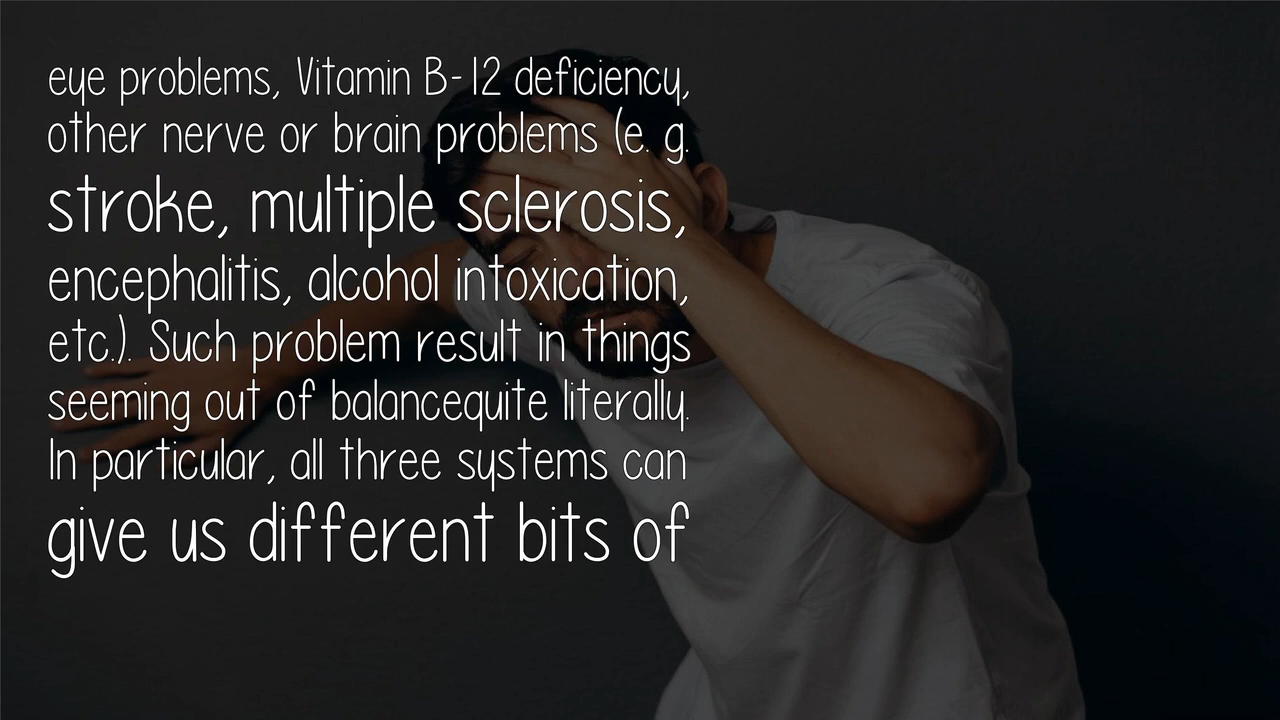 eye problems, Vitamin B-12 deficiency,
other nerve or brain problems (e. g.
stroke, multiple sclerosis,
encephalitis, alcohol intoxication,
etc.). Such problem result in things
seeming out of balancequite literally.
In particular, all three systems can
give us different bits of